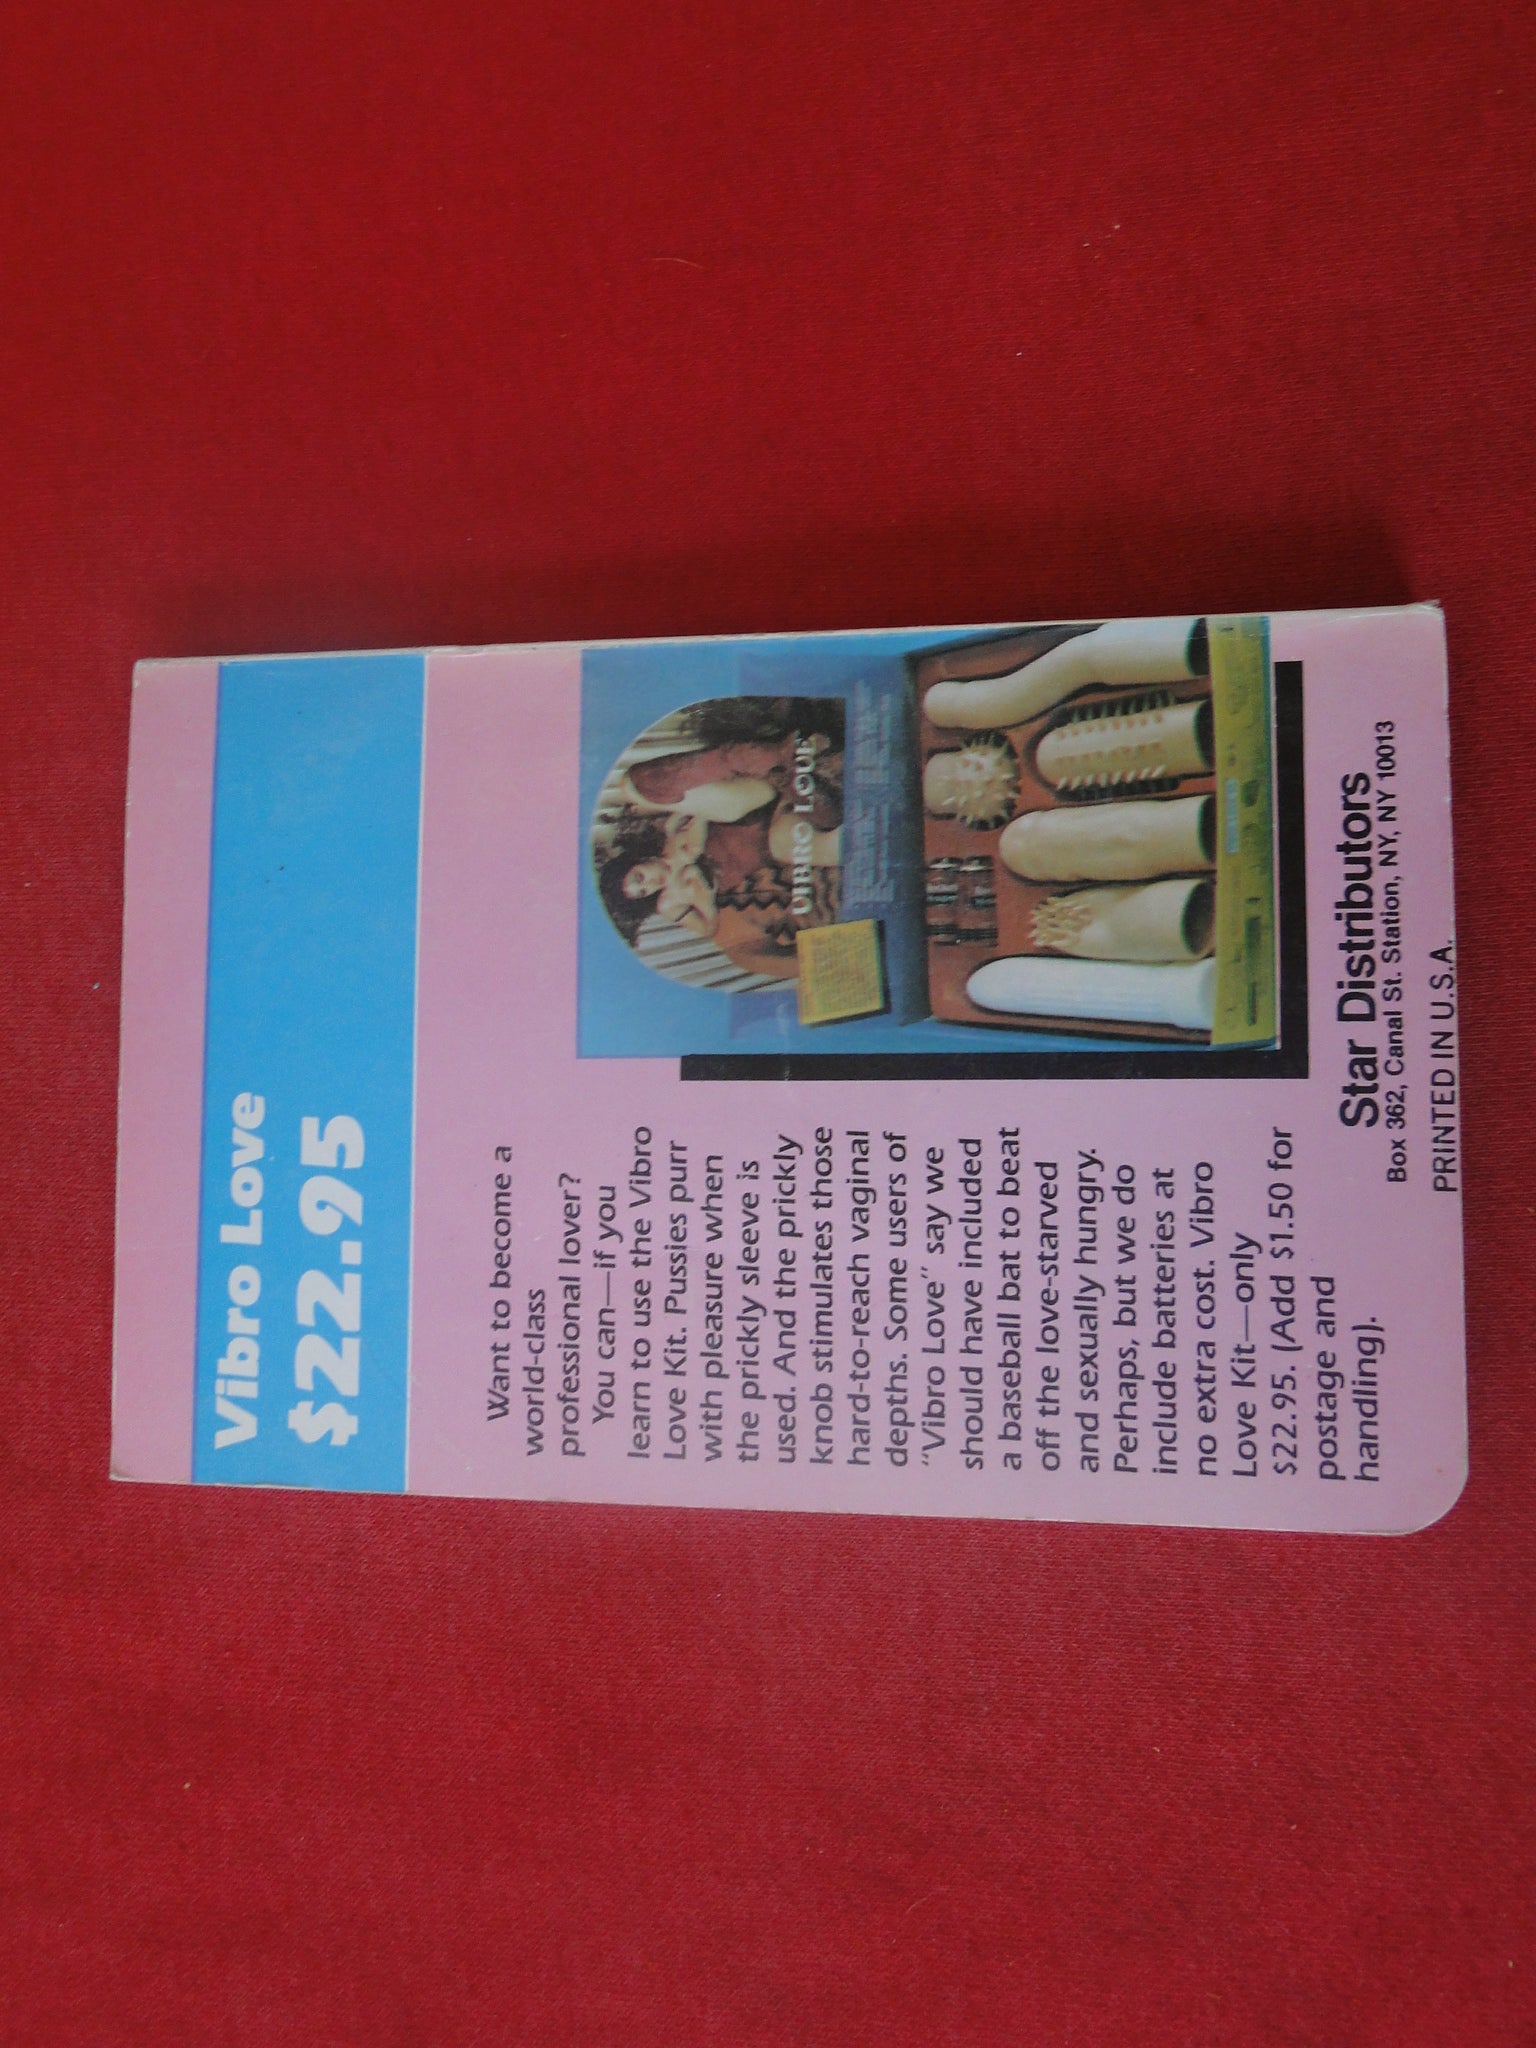 Vibro Love
$22.95
Want to become a
world-class
professional lover?
You can—if you
learn to use the Vibro
Love Kit. Pussies purr
with pleasure when
the prickly sleeve is
used. And the prickly
knob stimulates those
hard-to-reach vaginal
depths. Some users of
"Vibro Love" say we
should have included
a baseball bat to beat
off the love-starved
and sexually hungry.
Perhaps, but we do
include batteries at
no extra cost. Vibro
Love Kit—only
$22.95. (Add $1.50 for
postage and
handling).
VIBRO LOVE
Star Distributors
Box 362, Canal St. Station, NY, NY 10013
PRINTED IN U.S.A.